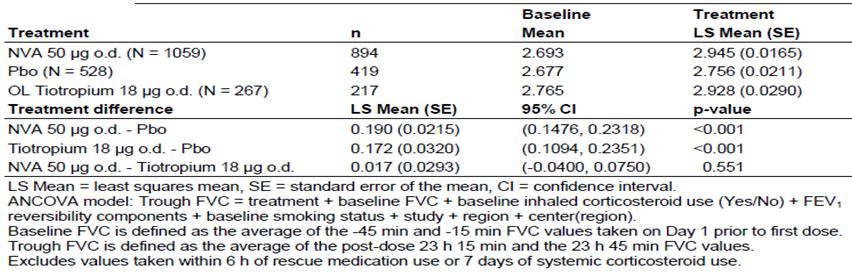 Baseline Treatment
Treatment n Mean LS Mean (SE)
NVA 50 µg o.d. (N = 1059) 894 2.693 2.945 (0.0165)
Pbo (N = 528) 419 2.677 2.756 (0.0211)
OL Tiotropium 18 µg o.d. (N = 267) 217 2.765 2.928 (0.0290)
Treatment difference LS Mean (SE) 95% CI p-value
NVA 50 µg o.d. - Pbo 0.190 (0.0215) (0.1476, 0.2318) <0.001
Tiotropium 18 µg o.d. - Pbo 0.172 (0.0320) (0.1094, 0.2351) <0.001
NVA 50 µg o.d. - Tiotropium 18 µg o.d. 0.017 (0.0293) (-0.0400, 0.0750) 0.551
LS Mean = least squares mean, SE = standard error of the mean, CI = confidence interval.
ANCOVA model: Trough FVC = treatment + baseline FVC + baseline inhaled corticosteroid use (Yes/No) + FEV₁
reversibility components + baseline smoking status + study + region + center(region).
Baseline FVC is defined as the average of the -45 min and -15 min FVC values taken on Day 1 prior to first dose.
Trough FVC is defined as the average of the post-dose 23 h 15 min and the 23 h 45 min FVC values.
Excludes values taken within 6 h of rescue medication use or 7 days of systemic corticosteroid use.